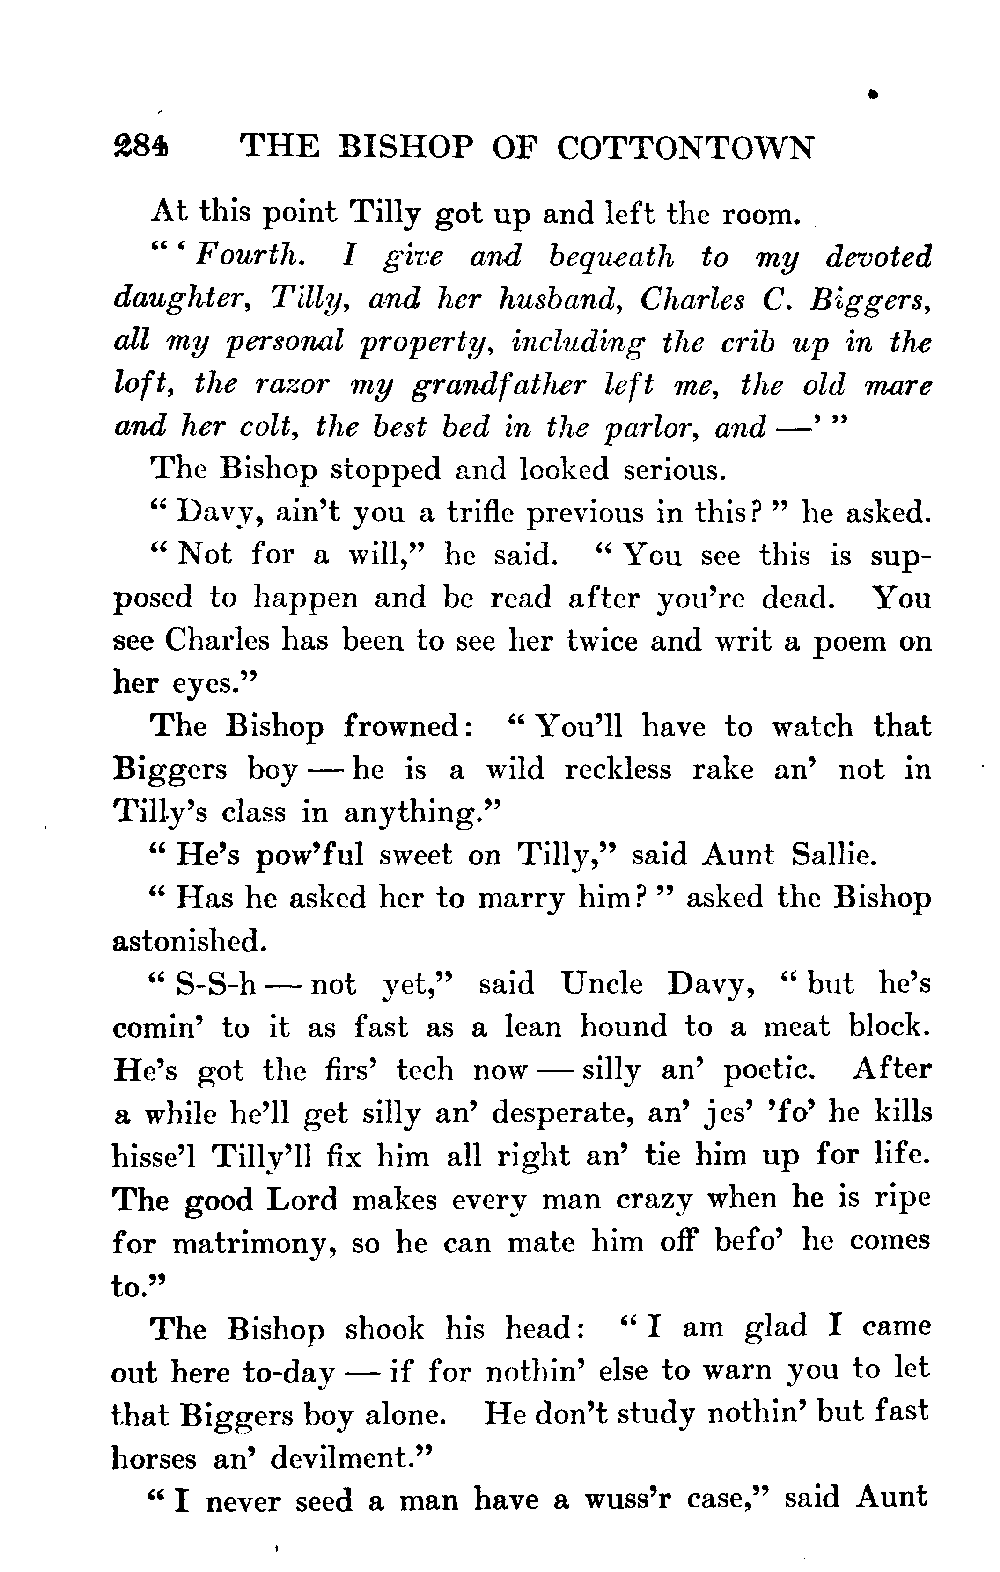 284 THE BISHOP OF COTTONTOWN
At this point Tilly got up and left the room.
“ ‘ Fourth. I give and bequeath to my devoted
daughter, Tilly, and her husband, Charles C. Biggers,
all my personal property, including the crib up in the
loft, the razor my grandfather left me, the old mare
and her colt, the best bed in the parlor, and —’ ”
The Bishop stopped and looked serious.
“ Davy, ain’t you a trifle previous in this? ” he asked.
“ Not for a will,” he said. “ You see this is sup-
posed to happen and be read after you’re dead. You
see Charles has been to see her twice and writ a poem on
her eyes.”
The Bishop frowned: “ You’ll have to watch that
Biggers boy — he is a wild reckless rake an’ not in
Tilly’s class in anything.”
“ He’s pow’ful sweet on Tilly,” said Aunt Sallie.
“ Has he asked her to marry him? ” asked the Bishop
astonished.
“ S-S-h — not yet,” said Uncle Davy, “ but he’s
comin’ to it as fast as a lean hound to a meat block.
He’s got the firs’ tech now — silly an’ poetic. After
a while he’ll get silly an’ desperate, an’ jes’ ’fo’ he kills
hisse’l Tilly’ll fix him all right an’ tie him up for life.
The good Lord makes every man crazy when he is ripe
for matrimony, so he can mate him off befo’ he comes
to.”
The Bishop shook his head: “ I am glad I came
out here to-day — if for nothin’ else to warn you to let
that Biggers boy alone. He don’t study nothin’ but fast
horses an’ devilment.”
“ I never seed a man have a wuss’r case,” said Aunt